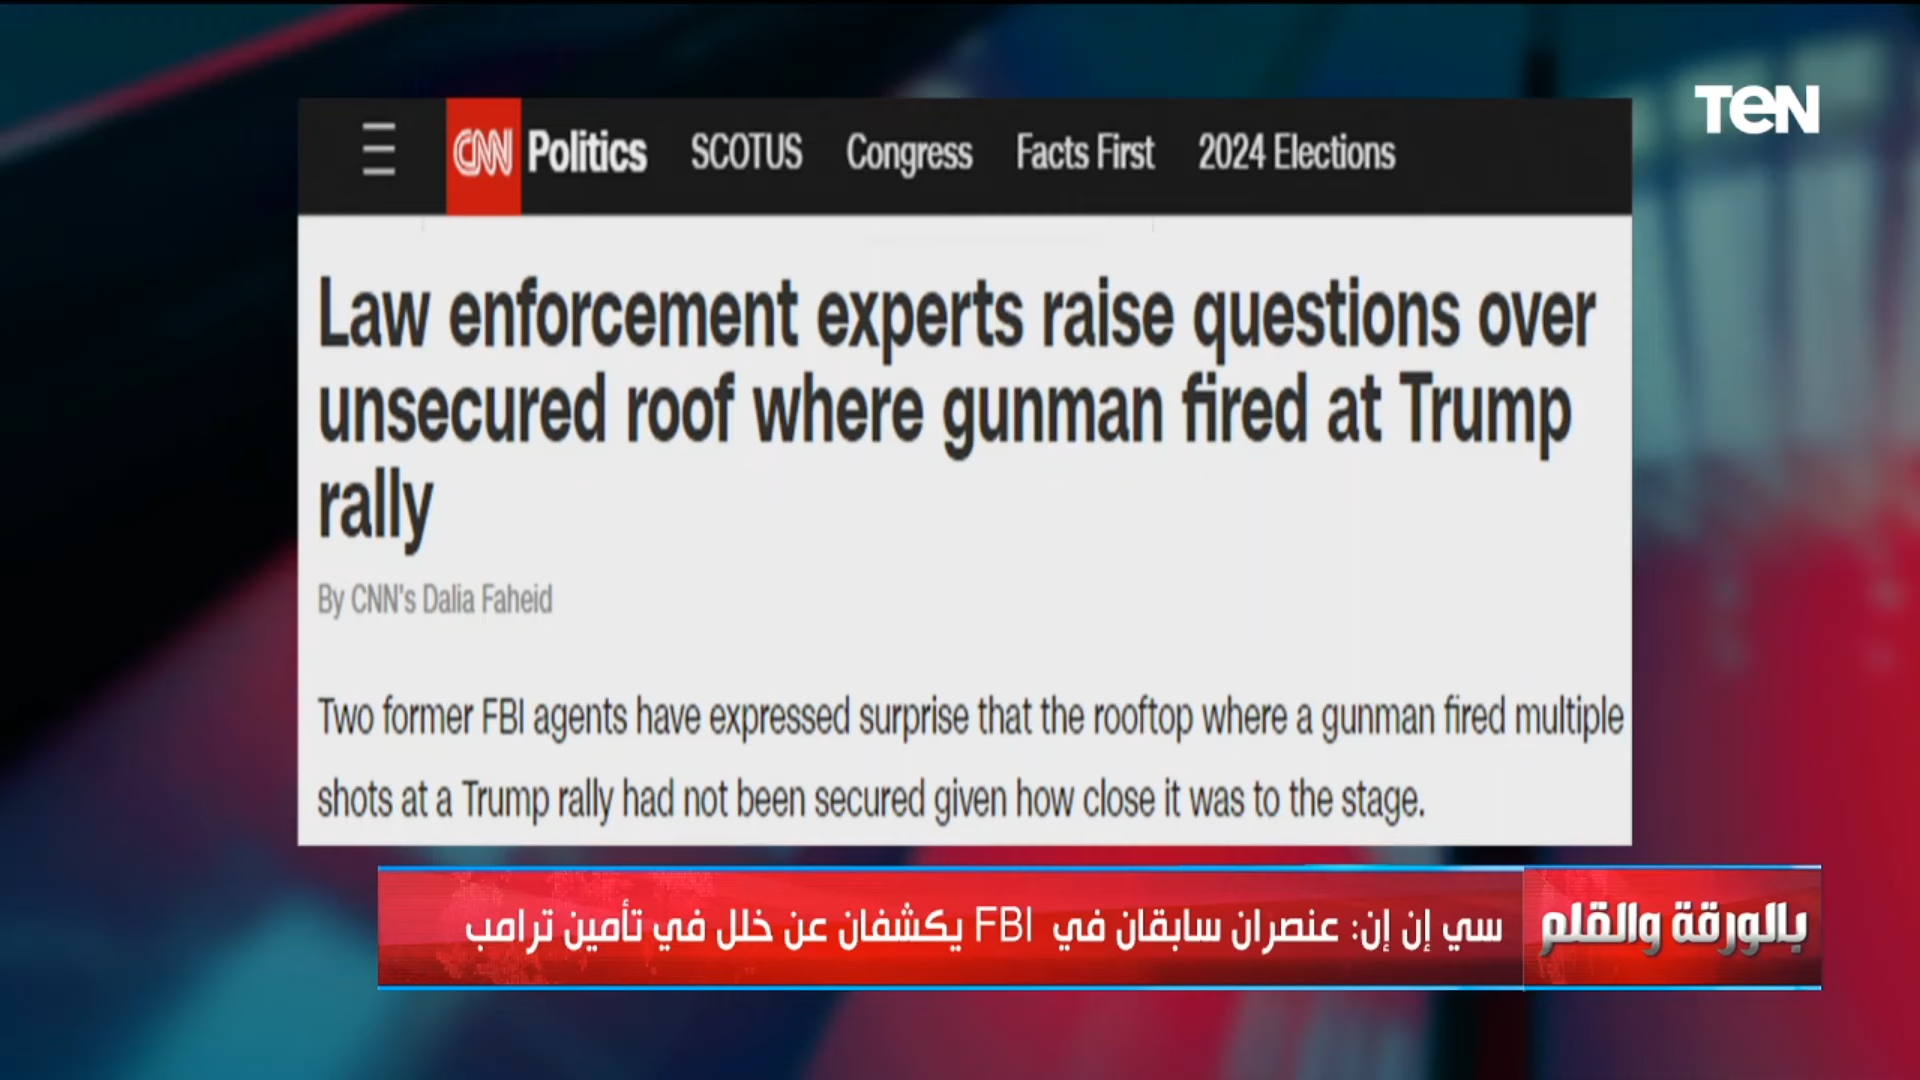 TeN
CNN Politics SCOTUS Congress Facts First 2024 Elections
Law enforcement experts raise questions over
unsecured roof where gunman fired at Trump
rally
By CNN's Dalia Faheid
Two former FBI agents have expressed surprise that the rooftop where a gunman fired multiple
shots at a Trump rally had not been secured given how close it was to the stage.
بالورقة والقلم
سي إن إن: عنصران سابقان في FBI يكشفان عن خلل في تأمين ترامب